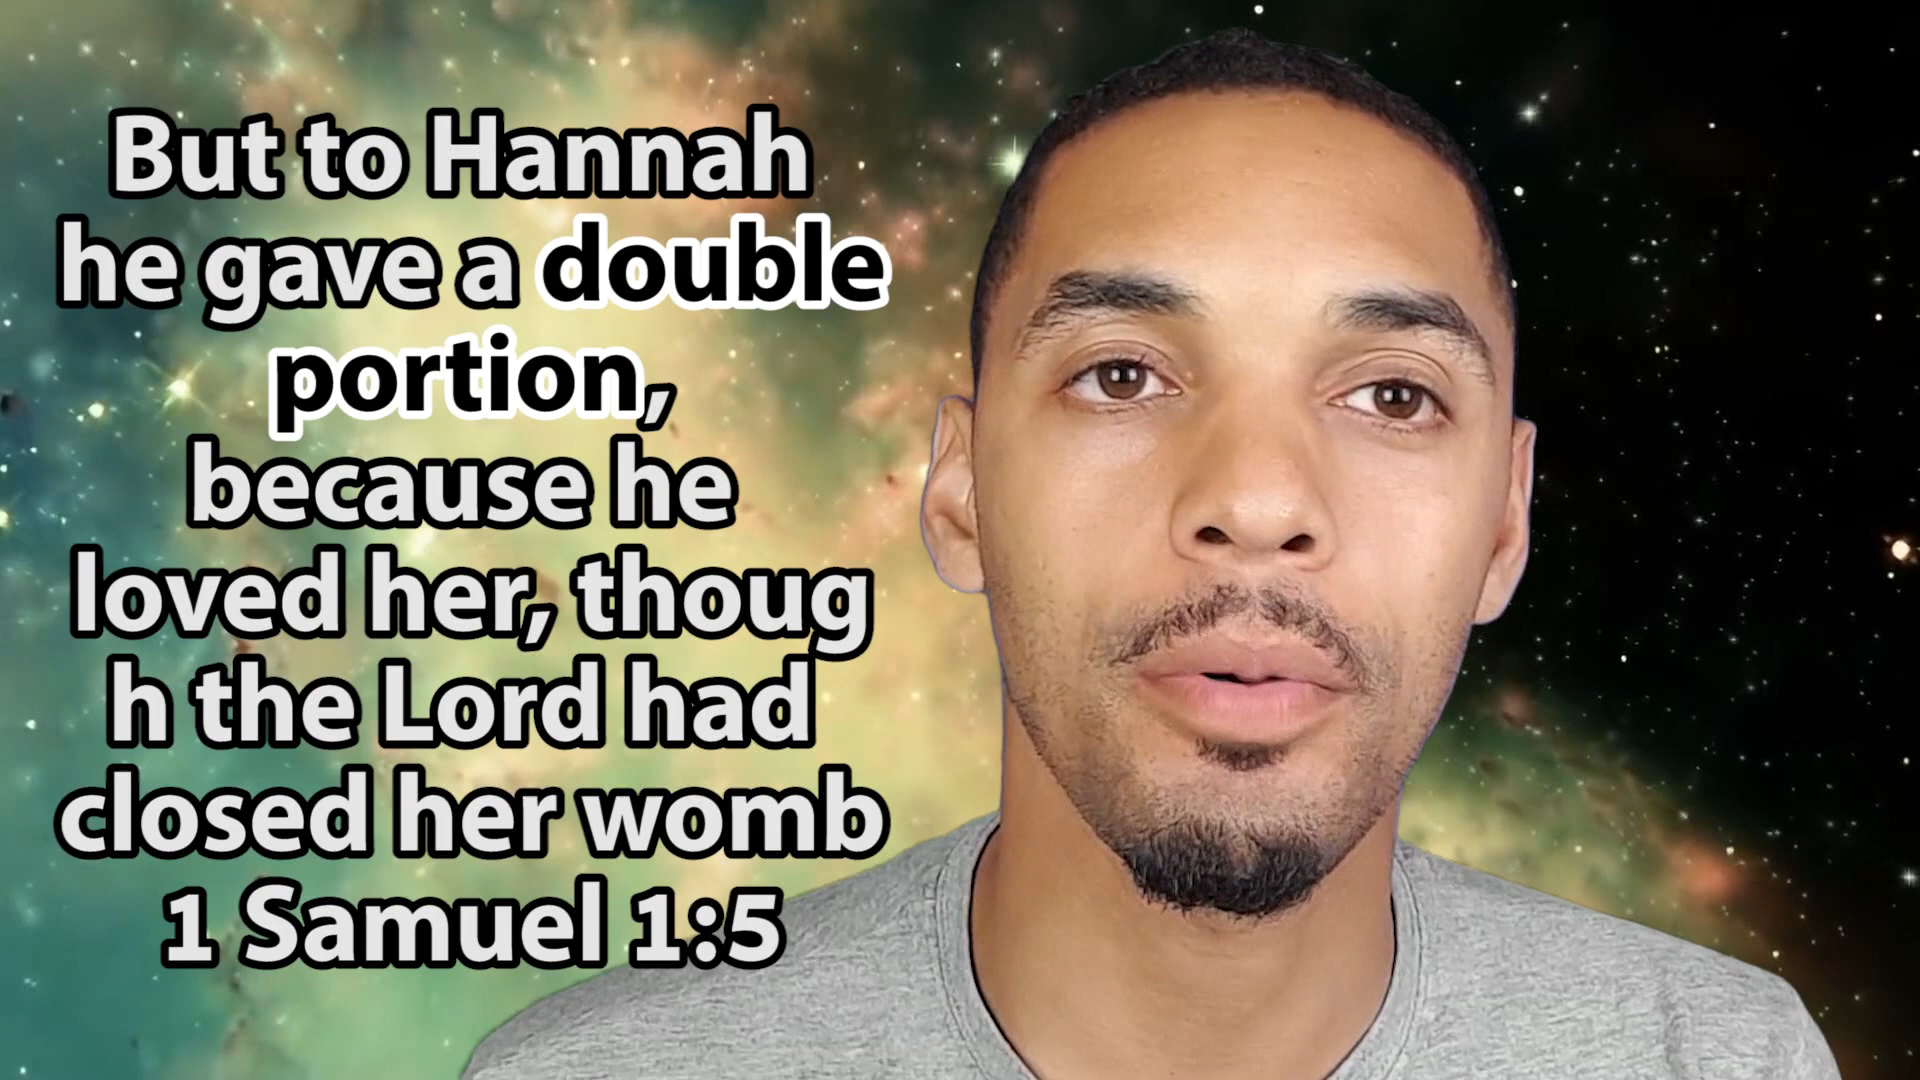 But to Hannah
he gave a double
portion,
because he
loved her, thoug
h the Lord had
closed her womb
1 Samuel 1:5